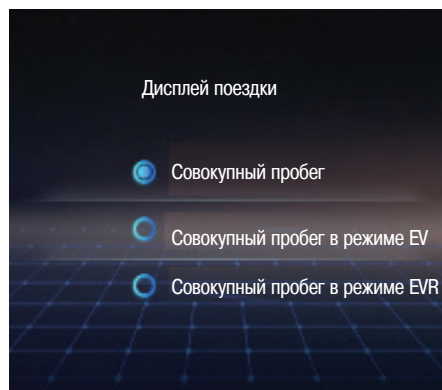 Дисплей поездки
Совокупный пробег
Совокупный пробег в режиме EV
Совокупный пробег в режиме EVR